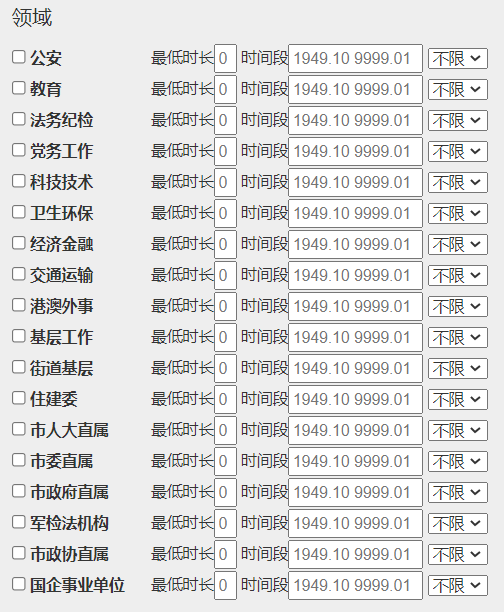 领域
公安 最低时长 0 时间段 1949.10 9999.01 不限
教育 最低时长 0 时间段 1949.10 9999.01 不限
法务纪检 最低时长 0 时间段 1949.10 9999.01 不限
党务工作 最低时长 0 时间段 1949.10 9999.01 不限
科技技术 最低时长 0 时间段 1949.10 9999.01 不限
卫生环保 最低时长 0 时间段 1949.10 9999.01 不限
经济金融 最低时长 0 时间段 1949.10 9999.01 不限
交通运输 最低时长 0 时间段 1949.10 9999.01 不限
港澳外事 最低时长 0 时间段 1949.10 9999.01 不限
基层工作 最低时长 0 时间段 1949.10 9999.01 不限
街道基层 最低时长 0 时间段 1949.10 9999.01 不限
住建委 最低时长 0 时间段 1949.10 9999.01 不限
市人大直属 最低时长 0 时间段 1949.10 9999.01 不限
市委直属 最低时长 0 时间段 1949.10 9999.01 不限
市政府直属 最低时长 0 时间段 1949.10 9999.01 不限
军检法机构 最低时长 0 时间段 1949.10 9999.01 不限
市政协直属 最低时长 0 时间段 1949.10 9999.01 不限
国企事业单位 最低时长 0 时间段 1949.10 9999.01 不限